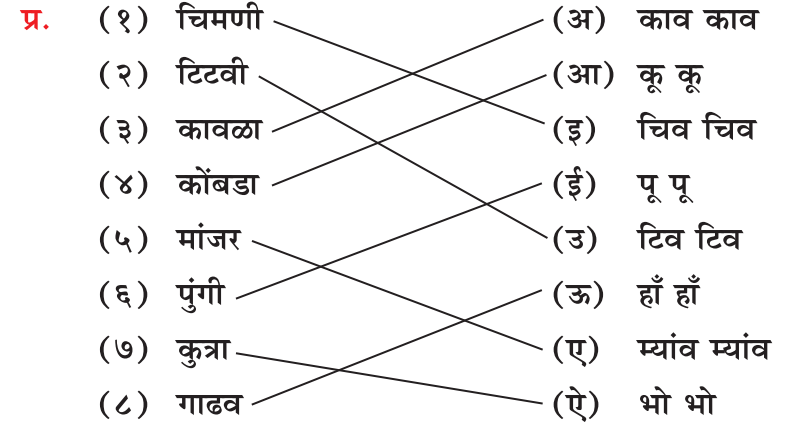 प्र. (१) चिमणी (अ) काव काव
(२) टिटवी (आ) कू कू
(३) कावळा (इ) चिव चिव
(४) कोंबडा (ई) पू पू
(५) मांजर (उ) टिव टिव
(६) पुंगी (ऊ) हाँ हाँ
(७) कुत्रा (ए) म्यांव म्यांव
(८) गाढव (ऐ) भो भो